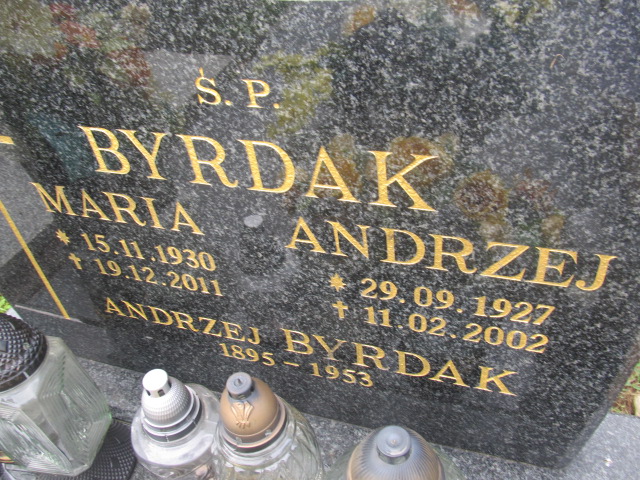 Ś. P.
BYRDAK
MARIA
* 15.11.1930
† 19.12.2011
ANDRZEJ
* 29.09.1927
† 11.02.2002
ANDRZEJ BYRDAK
1895 – 1953